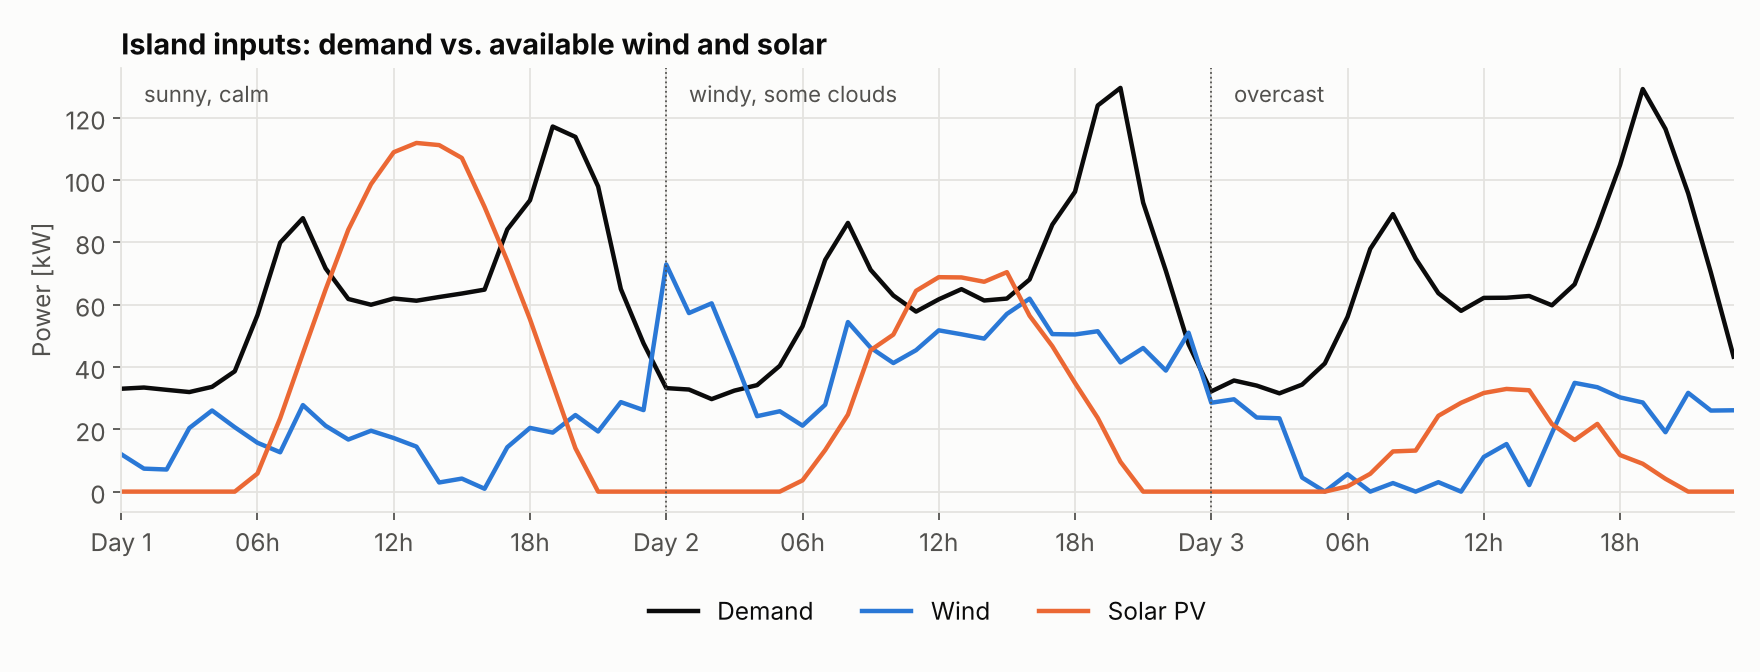 Island inputs: demand vs. available wind and solar
sunny, calm
windy, some clouds
overcast
Power [kW]
120
100
80
60
40
20
0
Day 1 06h 12h 18h Day 2 06h 12h 18h Day 3 06h 12h 18h
Demand Wind Solar PV